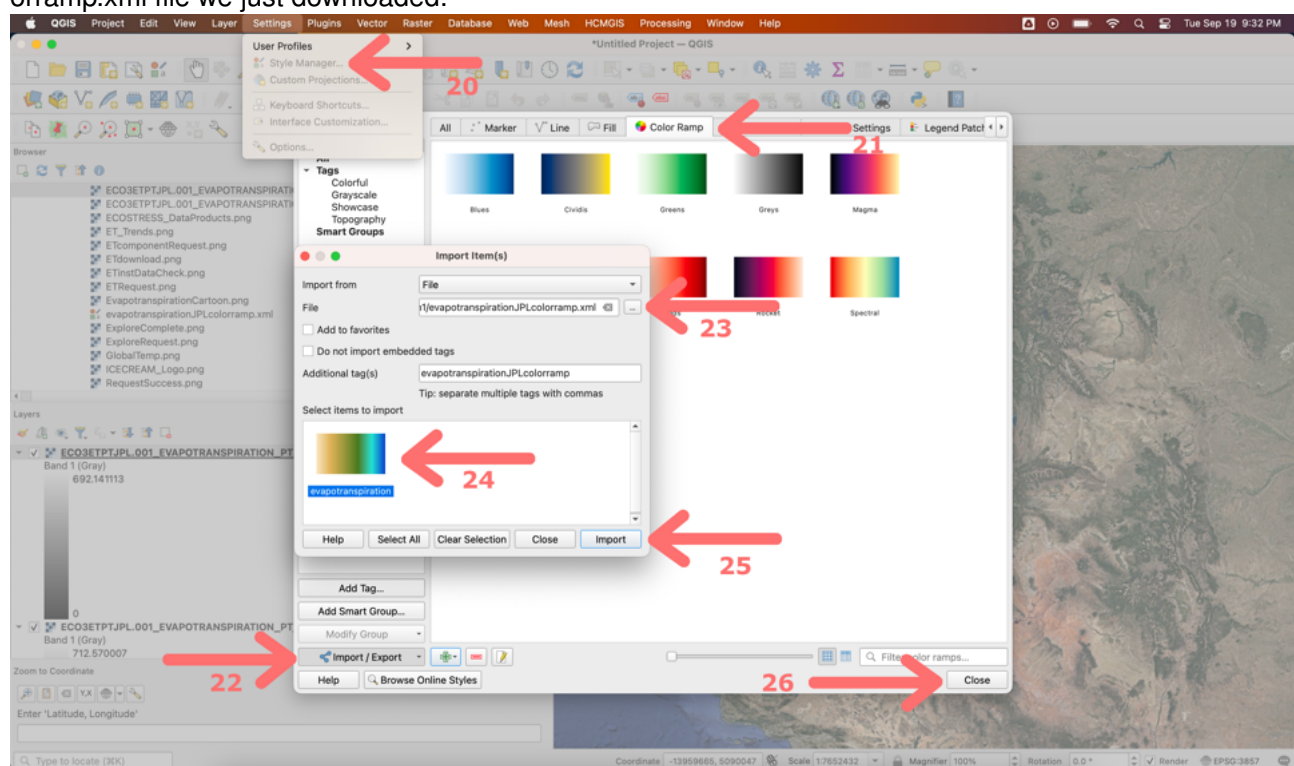 orramp.xml file we just downloaded.
QGIS Project Edit View Layer Settings Plugins Vector Raster Database Web Mesh HCMGIS Processing Window Help Tue Sep 19 9:32 PM
*Untitled Project — QGIS
User Profiles
Style Manager...
20
Custom Projections...
Keyboard Shortcuts...
Interface Customization...
Options...
All Marker Line Fill Color Ramp Settings Legend Patch
21
Browser
All
Tags
Colorful
Grayscale
Showcase
Topography
Smart Groups
Blues Cividis Greens Greys Magma
ECO3ETPTJPL.001_EVAPOTRANSPIRATI
ECO3ETPTJPL.001_EVAPOTRANSPIRATI
ECOSTRESS_DataProducts.png
ET_Trends.png
ETcomponentRequest.png
ETdownload.png
ETinstDataCheck.png
ETRequest.png
EvapotranspirationCartoon.png
evapotranspirationJPLcolorramp.xml
ExploreComplete.png
ExploreRequest.png
GlobalTemp.png
ICECREAM_Logo.png
RequestSuccess.png
Import Item(s)
Import from File
File 1/evapotranspirationJPLcolorramp.xml ...
23
Rocket Spectral
Add to favorites
Do not import embedded tags
Additional tag(s) evapotranspirationJPLcolorramp
Tip: separate multiple tags with commas
Select items to import
24
evapotranspiration
Help Select All Clear Selection Close Import
25
Layers
ECO3ETPTJPL.001_EVAPOTRANSPIRATION_PT
Band 1 (Gray)
692.141113
0
ECO3ETPTJPL.001_EVAPOTRANSPIRATION_PT
Band 1 (Gray)
712.570007
Add Tag...
Add Smart Group...
Modify Group
Import / Export
22
Filter color ramps...
Help Browse Online Styles
26
Close
Zoom to Coordinate
Enter 'Latitude, Longitude'
Type to locate (⌘K) Coordinate -13959665, 5090047 Scale 1:7652432 Magnifier 100% Rotation 0.0 ° Render EPSG:3857